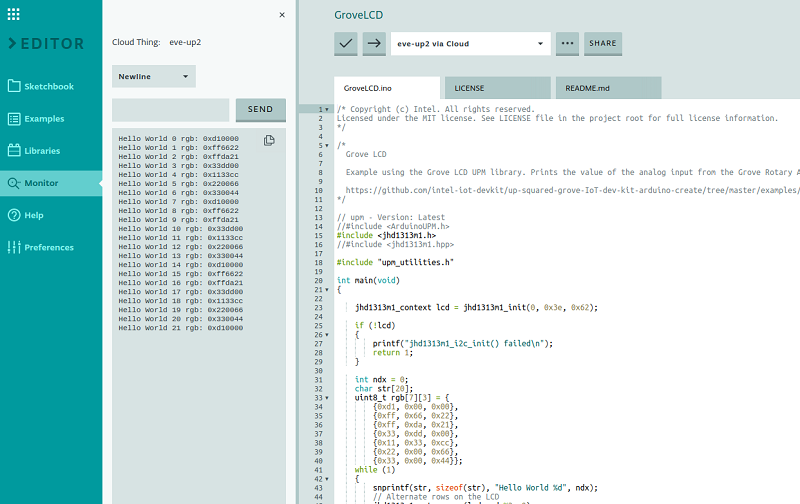 EDITOR
Sketchbook
Examples
Libraries
Monitor
Help
Preferences
×
Cloud Thing: eve-up2
Newline
SEND
Hello World 0 rgb: 0xd10000
Hello World 1 rgb: 0xff6622
Hello World 2 rgb: 0xffda21
Hello World 3 rgb: 0x33dd00
Hello World 4 rgb: 0x1133cc
Hello World 5 rgb: 0x220066
Hello World 6 rgb: 0x330044
Hello World 7 rgb: 0xd10000
Hello World 8 rgb: 0xff6622
Hello World 9 rgb: 0xffda21
Hello World 10 rgb: 0x33dd00
Hello World 11 rgb: 0x1133cc
Hello World 12 rgb: 0x220066
Hello World 13 rgb: 0x330044
Hello World 14 rgb: 0xd10000
Hello World 15 rgb: 0xff6622
Hello World 16 rgb: 0xffda21
Hello World 17 rgb: 0x33dd00
Hello World 18 rgb: 0x1133cc
Hello World 19 rgb: 0x220066
Hello World 20 rgb: 0x330044
Hello World 21 rgb: 0xd10000
GroveLCD
eve-up2 via Cloud
SHARE
GroveLCD.ino LICENSE README.md
1 /* Copyright (c) Intel. All rights reserved.
2 Licensed under the MIT license. See LICENSE file in the project root for full license information.
3 */
4
5 /*
6 Grove LCD
7
8 Example using the Grove LCD UPM library. Prints the value of the analog input from the Grove Rotary A
9
10 https://github.com/intel-iot-devkit/up-squared-grove-IoT-dev-kit-arduino-create/tree/master/examples/
11 */
12
13 // upm - Version: Latest
14 //#include <ArduinoUPM.h>
15 #include <jhd1313m1.h>
16 //#include <jhd1313m1.hpp>
17
18 #include "upm_utilities.h"
19
20 int main(void)
21 {
22
23 jhd1313m1_context lcd = jhd1313m1_init(0, 0x3e, 0x62);
24
25 if (!lcd)
26 {
27 printf("jhd1313m1_i2c_init() failed\n");
28 return 1;
29 }
30
31 int ndx = 0;
32 char str[20];
33 uint8_t rgb[7][3] = {
34 {0xd1, 0x00, 0x00},
35 {0xff, 0x66, 0x22},
36 {0xff, 0xda, 0x21},
37 {0x33, 0xdd, 0x00},
38 {0x11, 0x33, 0xcc},
39 {0x22, 0x00, 0x66},
40 {0x33, 0x00, 0x44}};
41 while (1)
42 {
43 snprintf(str, sizeof(str), "Hello World %d", ndx);
44 // Alternate rows on the LCD